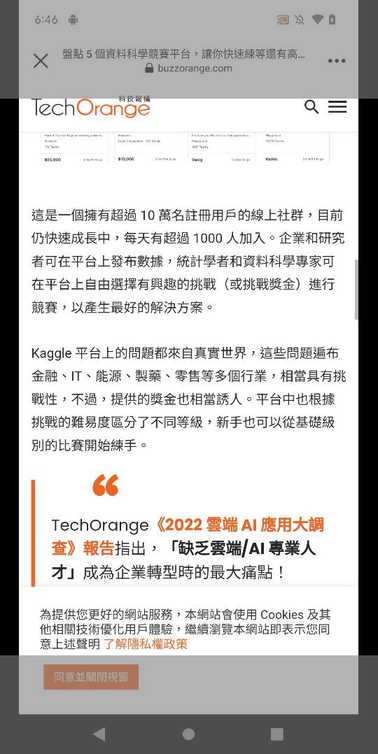 6:46
盤點 5 個資料科學競賽平台，讓你快速練等還有高...
buzzorange.com
科技報橘
TechOrange
$10,000
這是一個擁有超過 10 萬名註冊用戶的線上社群，目前
仍快速成長中，每天有超過 1000 人加入。企業和研究
者可在平台上發布數據，統計學者和資料科學專家可
在平台上自由選擇有興趣的挑戰（或挑戰獎金）進行
競賽，以產生最好的解決方案。
Kaggle 平台上的問題都來自真實世界，這些問題遍布
金融、IT、能源、製藥、零售等多個行業，相當具有挑
戰性，不過，提供的獎金也相當誘人。平台中也根據
挑戰的難易度區分了不同等級，新手也可以從基礎級
別的比賽開始練手。
TechOrange《2022 雲端 AI 應用大調
查》報告指出，「缺乏雲端/AI 專業人
才」成為企業轉型時的最大痛點！
為提供您更好的網站服務，本網站會使用 Cookies 及其
他相關技術優化用戶體驗，繼續瀏覽本網站即表示您同
意上述聲明 了解隱私權政策
同意並關閉視窗